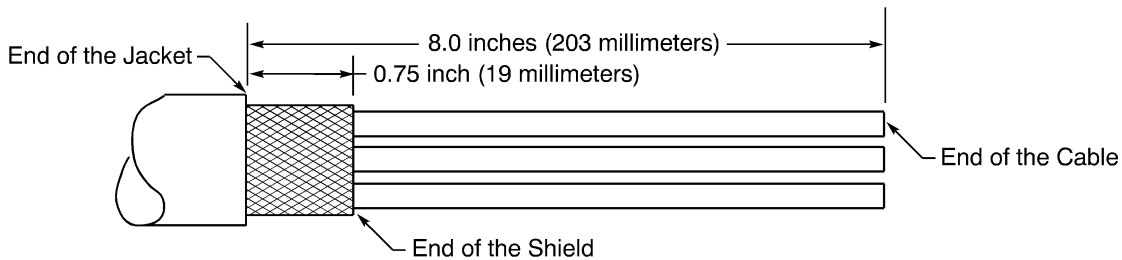 8.0 inches (203 millimeters)
End of the Jacket
0.75 inch (19 millimeters)
End of the Cable
End of the Shield